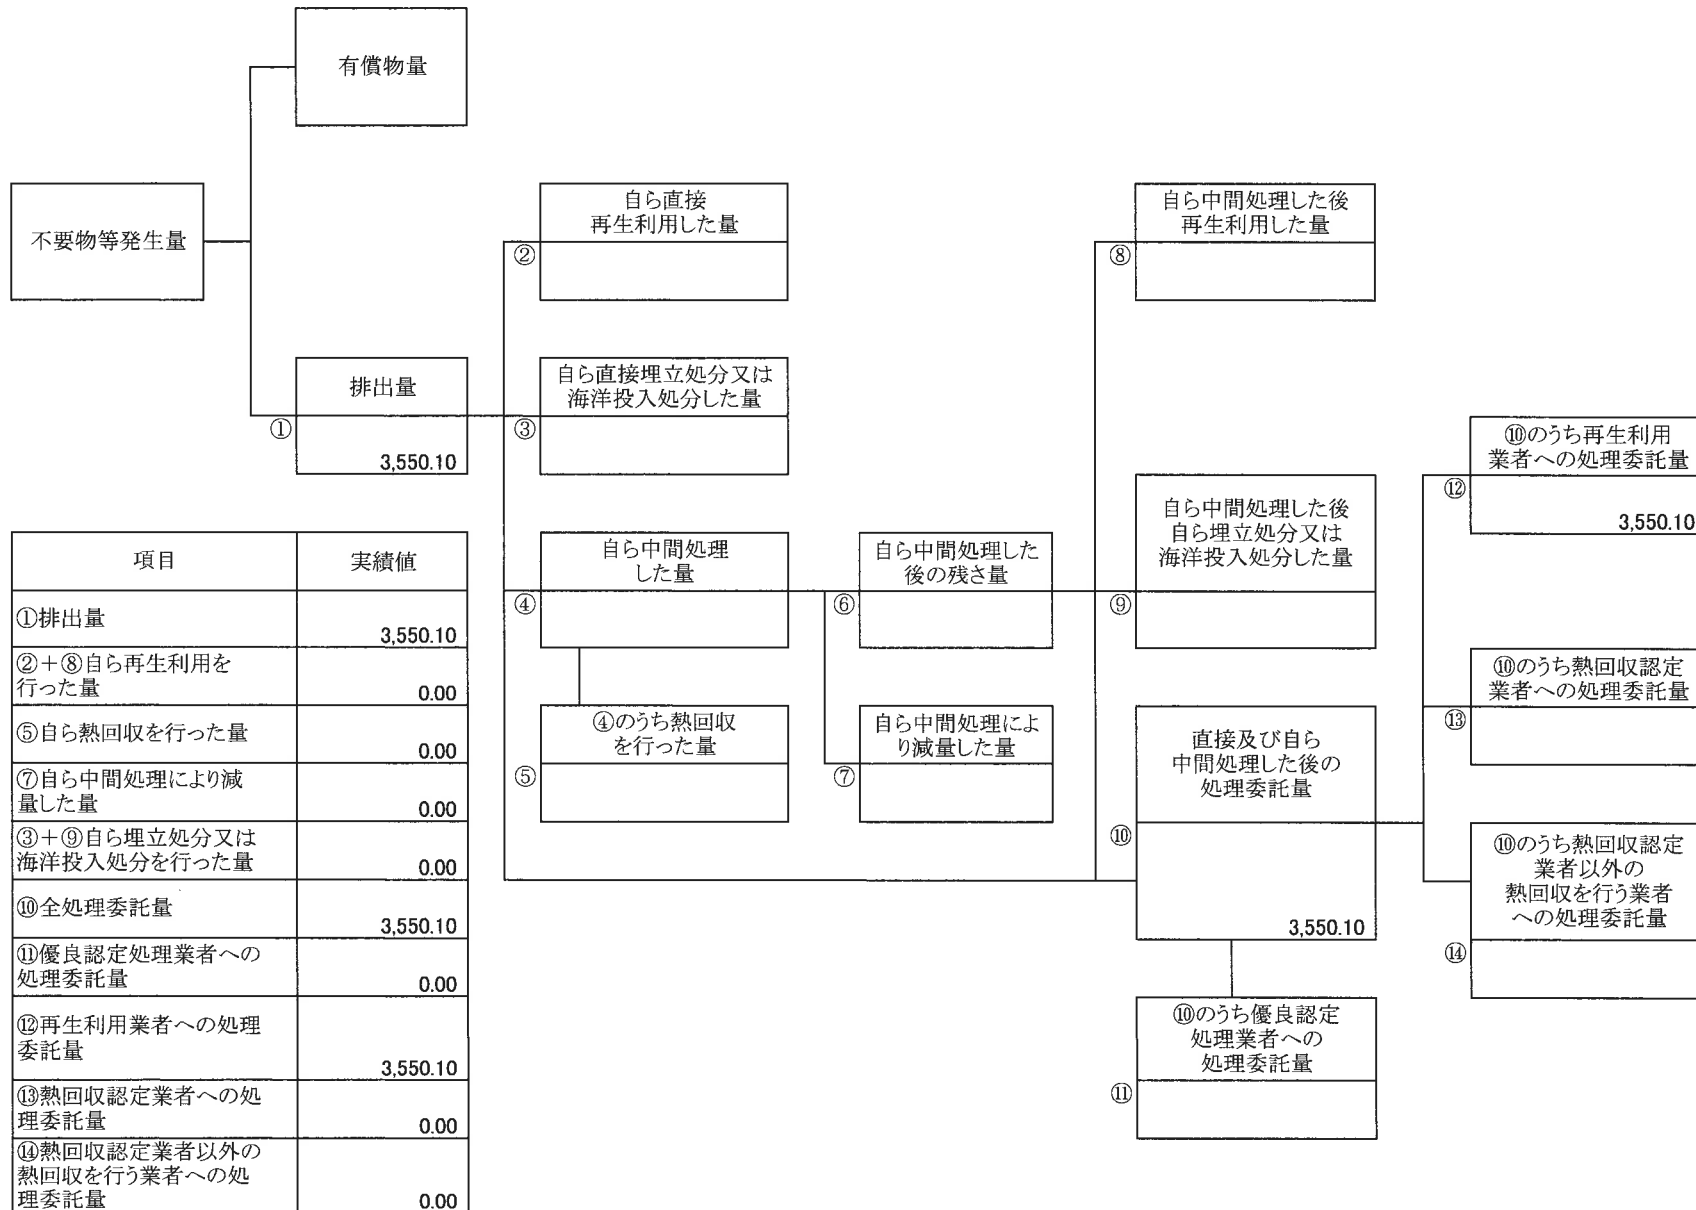 有償物量
不要物等発生量
自ら直接
再生利用した量
②
自ら中間処理した後
再生利用した量
⑧
排出量
①
3,550.10
自ら直接埋立処分又は
海洋投入処分した量
③
⑩のうち再生利用
業者への処理委託量
⑫
3,550.10
自ら中間処理
した量
④
自ら中間処理した
後の残さ量
⑥
自ら中間処理した後
自ら埋立処分又は
海洋投入処分した量
⑨
⑩のうち熱回収認定
業者への処理委託量
⑬
④のうち熱回収
を行った量
⑤
自ら中間処理によ
り減量した量
⑦
直接及び自ら
中間処理した後の
処理委託量
⑩
3,550.10
⑩のうち熱回収認定
業者以外の
熱回収を行う業者
への処理委託量
⑭
⑩のうち優良認定
処理業者への
処理委託量
⑪
項目 実績値
①排出量
3,550.10
②+⑧自ら再生利用を
行った量 0.00
⑤自ら熱回収を行った量
0.00
⑦自ら中間処理により減
量した量 0.00
③+⑨自ら埋立処分又は
海洋投入処分を行った量 0.00
⑩全処理委託量
3,550.10
⑪優良認定処理業者への
処理委託量 0.00
⑫再生利用業者への処理
委託量
3,550.10
⑬熱回収認定業者への処
理委託量 0.00
⑭熱回収認定業者以外の
熱回収を行う業者への処
理委託量 0.00